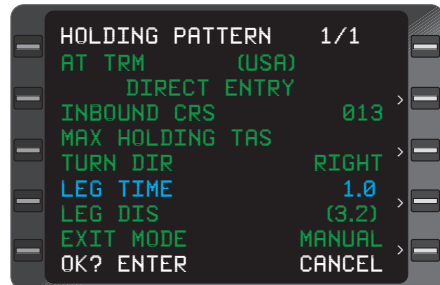 HOLDING PATTERN 1/1
AT TRM (USA)
DIRECT ENTRY
INBOUND CRS 013 >
MAX HOLDING TAS
TURN DIR RIGHT >
LEG TIME 1.0 >
LEG DIS (3.2)
EXIT MODE MANUAL >
OK? ENTER CANCEL